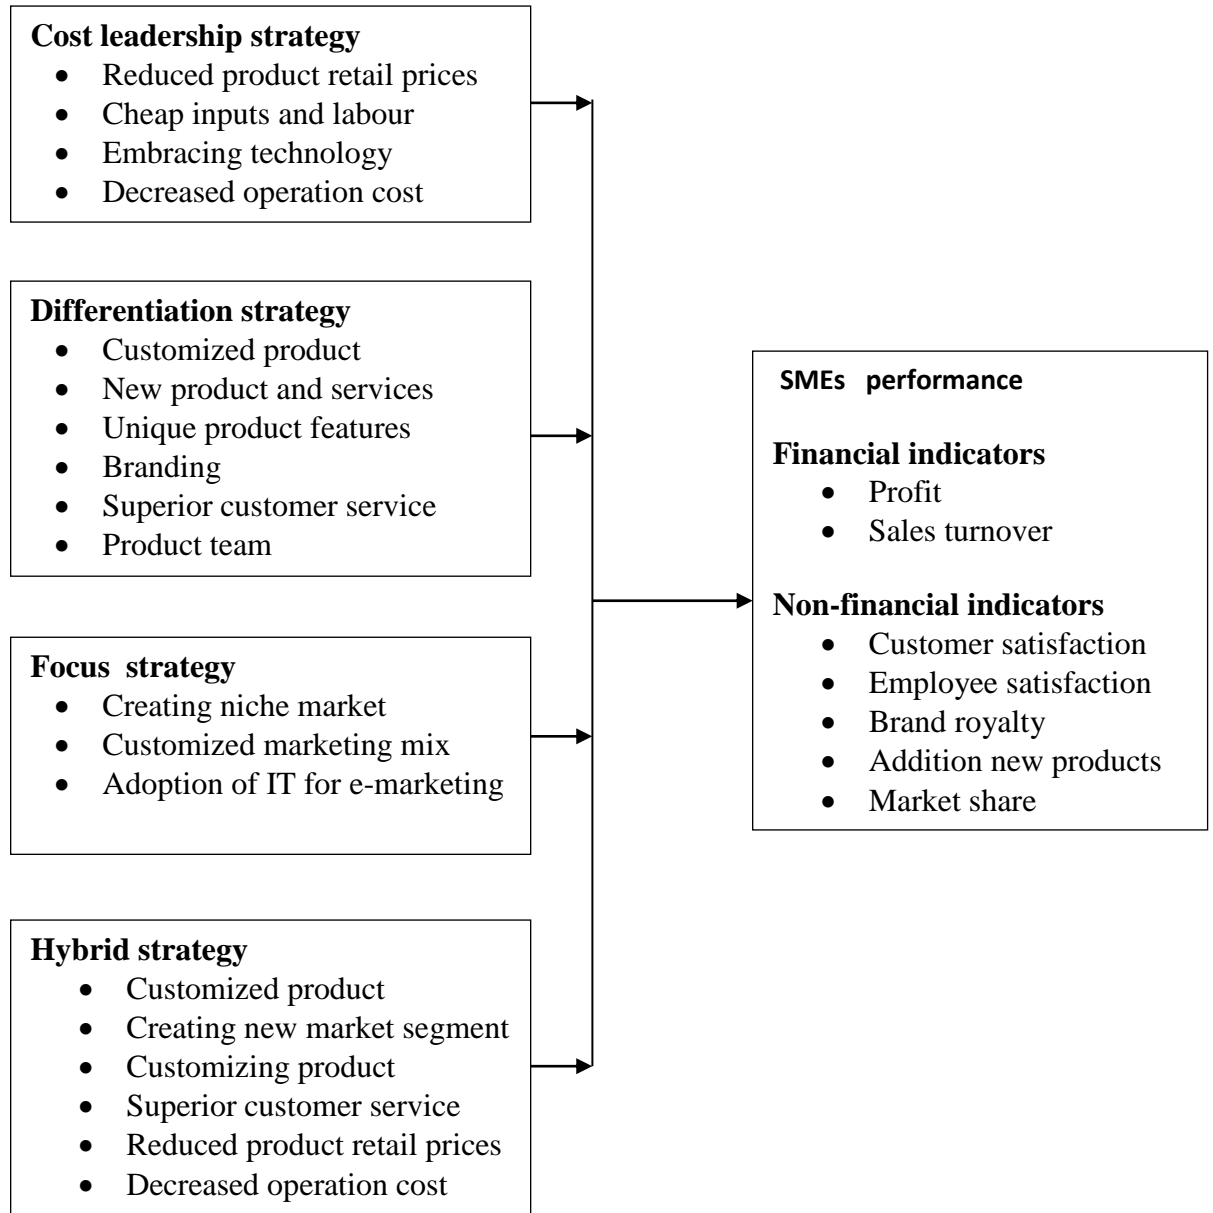 Cost leadership strategy
• Reduced product retail prices
• Cheap inputs and labour
• Embracing technology
• Decreased operation cost
Differentiation strategy
• Customized product
• New product and services
• Unique product features
• Branding
• Superior customer service
• Product team
Focus strategy
• Creating niche market
• Customized marketing mix
• Adoption of IT for e-marketing
Hybrid strategy
• Customized product
• Creating new market segment
• Customizing product
• Superior customer service
• Reduced product retail prices
• Decreased operation cost
SMEs performance
Financial indicators
• Profit
• Sales turnover
Non-financial indicators
• Customer satisfaction
• Employee satisfaction
• Brand royalty
• Addition new products
• Market share